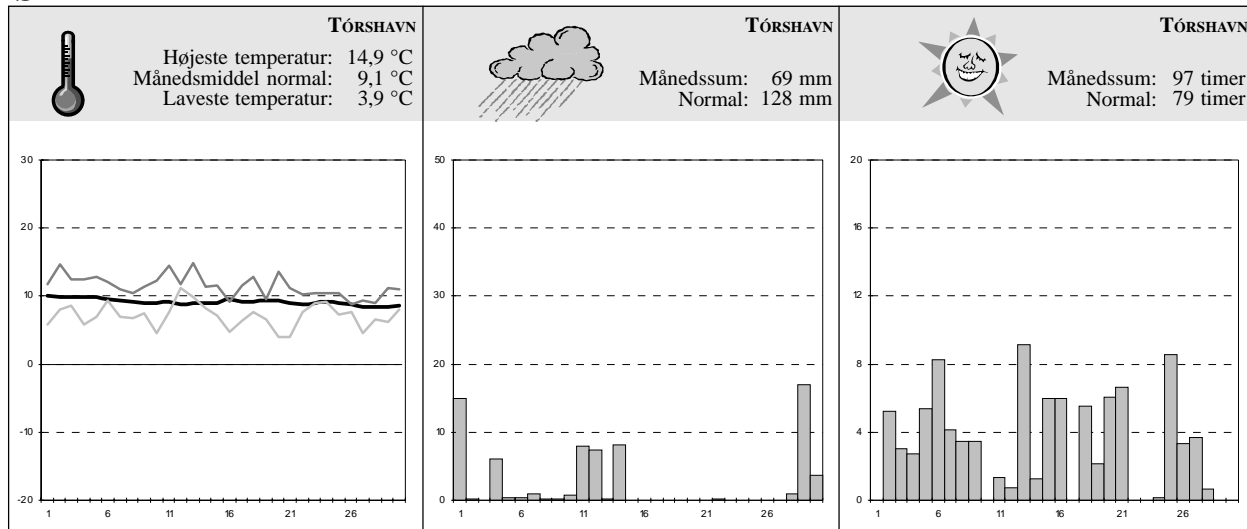 TÓRSHAVN
Højeste temperatur: 14,9 °C
Månedsmiddel normal: 9,1 °C
Laveste temperatur: 3,9 °C
30
20
10
0
-10
-20
1 6 11 16 21 26
TÓRSHAVN
Månedssum: 69 mm
Normal: 128 mm
50
40
30
20
10
0
1 6 11 16 21 26
TÓRSHAVN
Månedssum: 97 timer
Normal: 79 timer
20
16
12
8
4
0
1 6 11 16 21 26